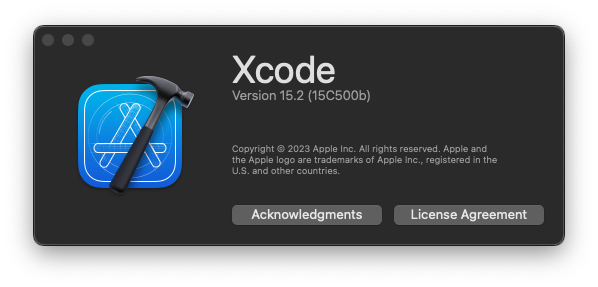 Xcode
Version 15.2 (15C500b)
Copyright © 2023 Apple Inc. All rights reserved. Apple and
the Apple logo are trademarks of Apple Inc., registered in the
U.S. and other countries.
Acknowledgments
License Agreement